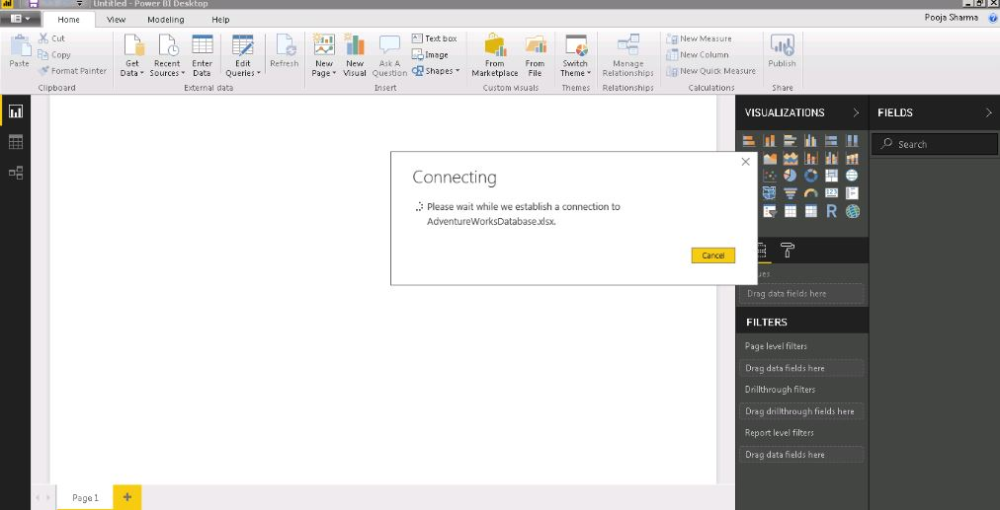 Untitled - Power BI Desktop
Home View Modeling Help
Pooja Sharma
Paste
Cut
Copy
Format Painter
Clipboard
Get Data
Recent Sources
Enter Data
Edit Queries
Refresh
External data
New Page
New Visual
Ask A Question
Text box
Image
Shapes
Insert
From Marketplace
From File
Custom visuals
Switch Theme
Themes
Manage Relationships
Relationships
New Measure
New Column
New Quick Measure
Calculations
Publish
Share
Connecting
Please wait while we establish a connection to
AdventureWorksDatabase.xlsx.
Cancel
VISUALIZATIONS
123
R
ues
Drag data fields here
FILTERS
Page level filters
Drag data fields here
Drillthrough filters
Drag drillthrough fields here
Report level filters
Drag data fields here
FIELDS
Search
Page 1